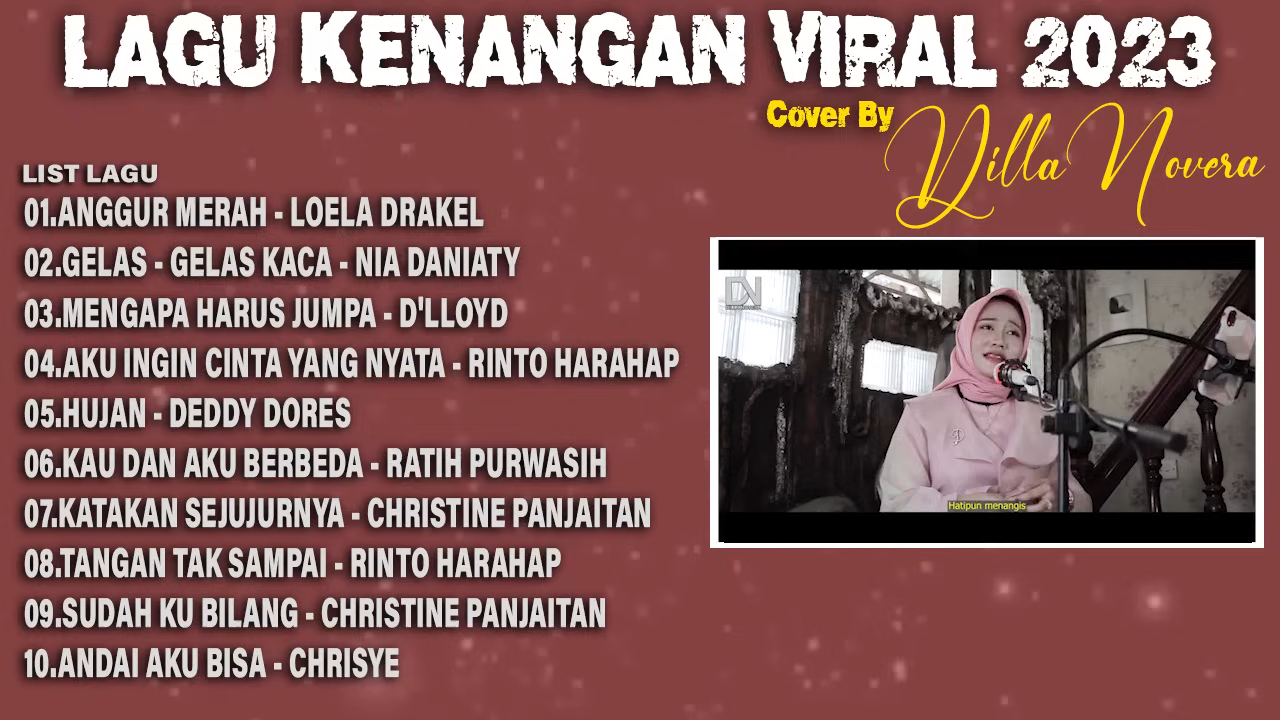 LAGU KENANGAN VIRAL 2023
Cover By Dilla Novera
LIST LAGU
01.ANGGUR MERAH - LOELA DRAKEL
02.GELAS - GELAS KACA - NIA DANIATY
03.MENGAPA HARUS JUMPA - D'LLOYD
04.AKU INGIN CINTA YANG NYATA - RINTO HARAHAP
05.HUJAN - DEDDY DORES
06.KAU DAN AKU BERBEDA - RATIH PURWASIH
07.KATAKAN SEJUJURNYA - CHRISTINE PANJAITAN
08.TANGAN TAK SAMPAI - RINTO HARAHAP
09.SUDAH KU BILANG - CHRISTINE PANJAITAN
10.ANDAI AKU BISA - CHRISYE
DN
Hatipun menangis